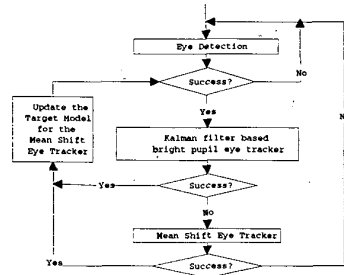 Eye Detection
Success?
No
Yes
Update the
Target Model
for the
Mean Shift
Eye Tracker
Kalman filter based
bright pupil eye tracker
Yes
Success?
No
Mean Shift Eye Tracker
Yes
Success?